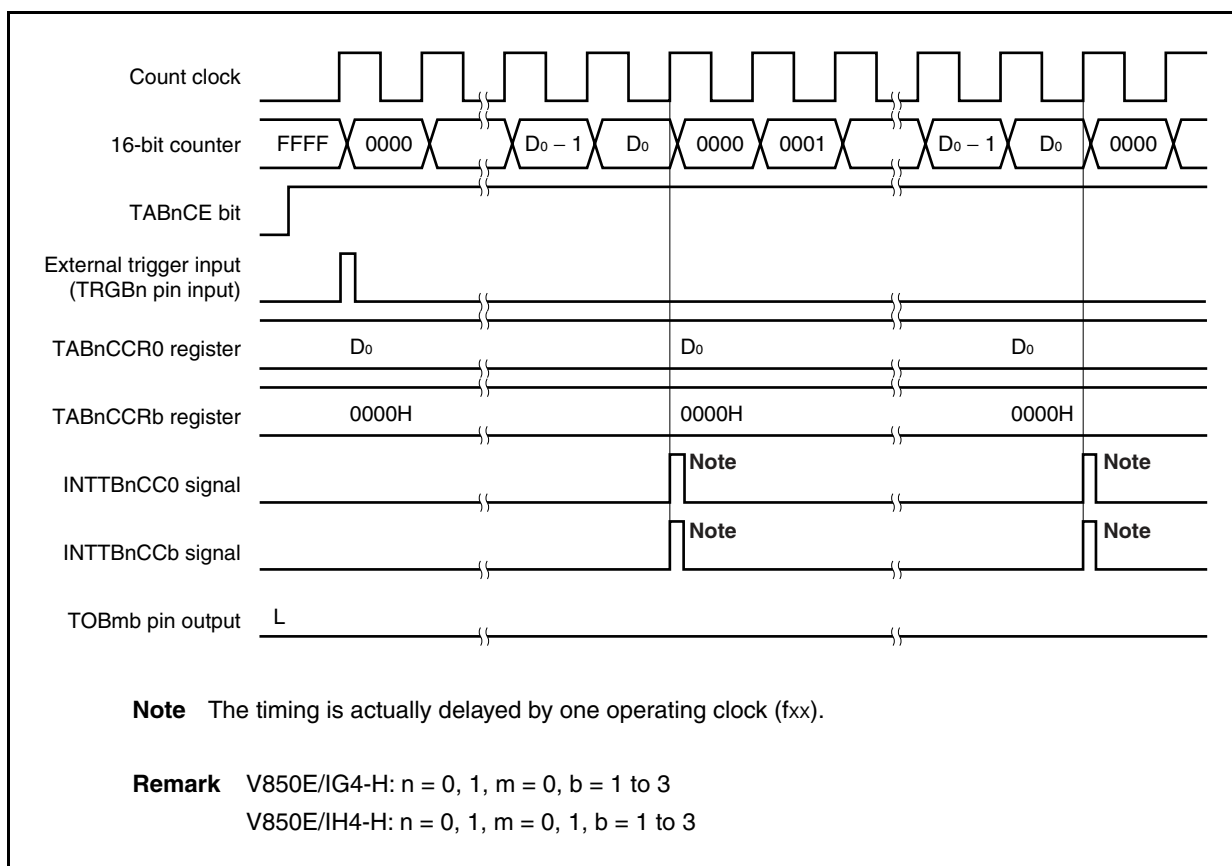 Count clock
16-bit counter FFFF 0000 D0 − 1 D0 0000 0001 D0 − 1 D0 0000
TABnCE bit
External trigger input
(TRGBn pin input)
TABnCCR0 register D0 D0 D0
TABnCCRb register 0000H 0000H 0000H
INTTBnCC0 signal Note Note
INTTBnCCb signal Note Note
TOBmb pin output L
Note The timing is actually delayed by one operating clock (fxx).
Remark V850E/IG4-H: n = 0, 1, m = 0, b = 1 to 3
V850E/IH4-H: n = 0, 1, m = 0, 1, b = 1 to 3